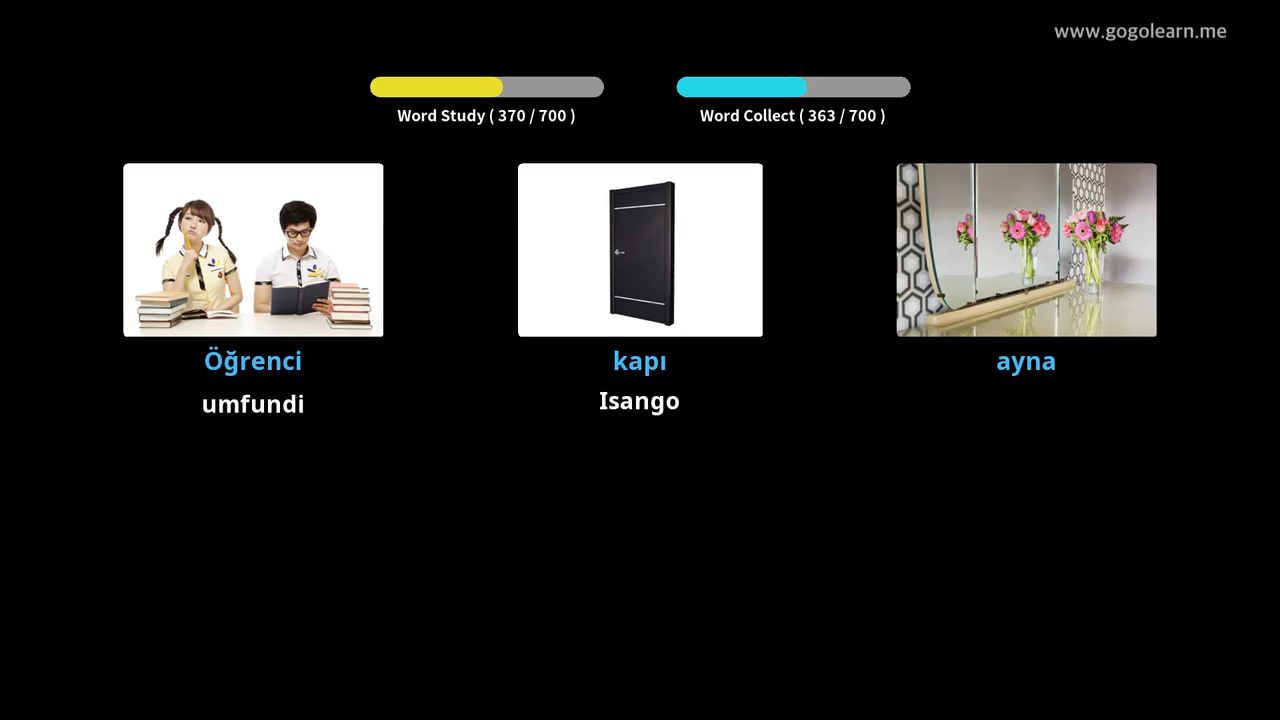 www.gogolearn.me
Word Study ( 370 / 700 )
Word Collect ( 363 / 700 )
Öğrenci
kapı
ayna
umfundi
Isango